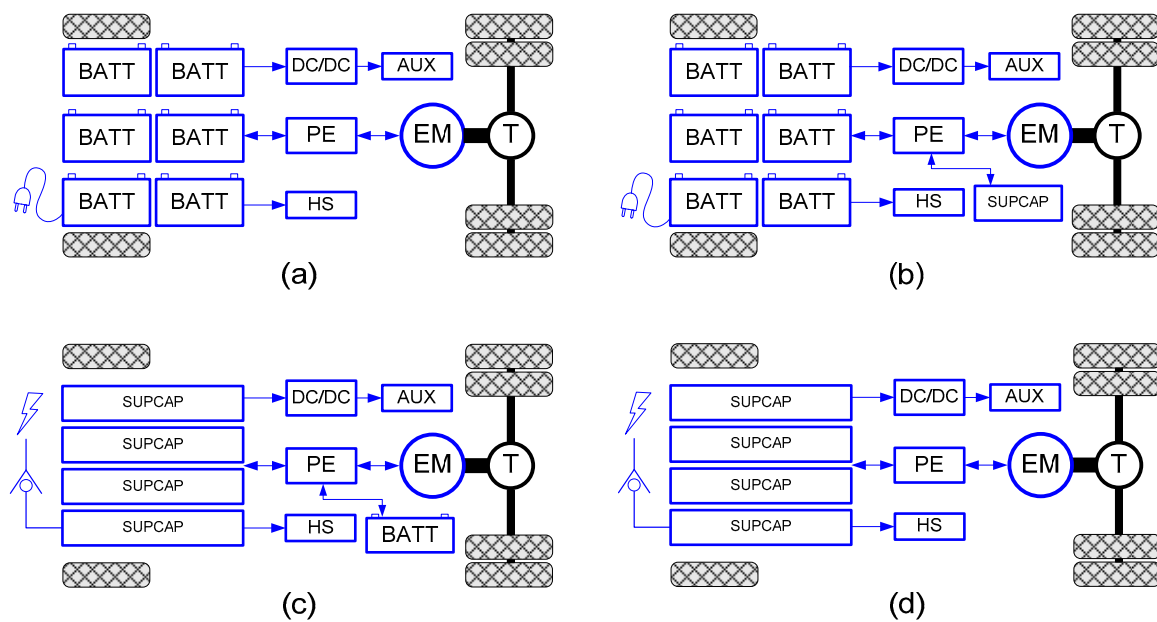 BATT BATT DC/DC AUX
BATT BATT PE EM T
BATT BATT HS
(a)
BATT BATT DC/DC AUX
BATT BATT PE EM T
BATT BATT HS SUPCAP
(b)
SUPCAP DC/DC AUX
SUPCAP PE EM T
SUPCAP
SUPCAP HS BATT
(c)
SUPCAP DC/DC AUX
SUPCAP PE EM T
SUPCAP
SUPCAP HS
(d)